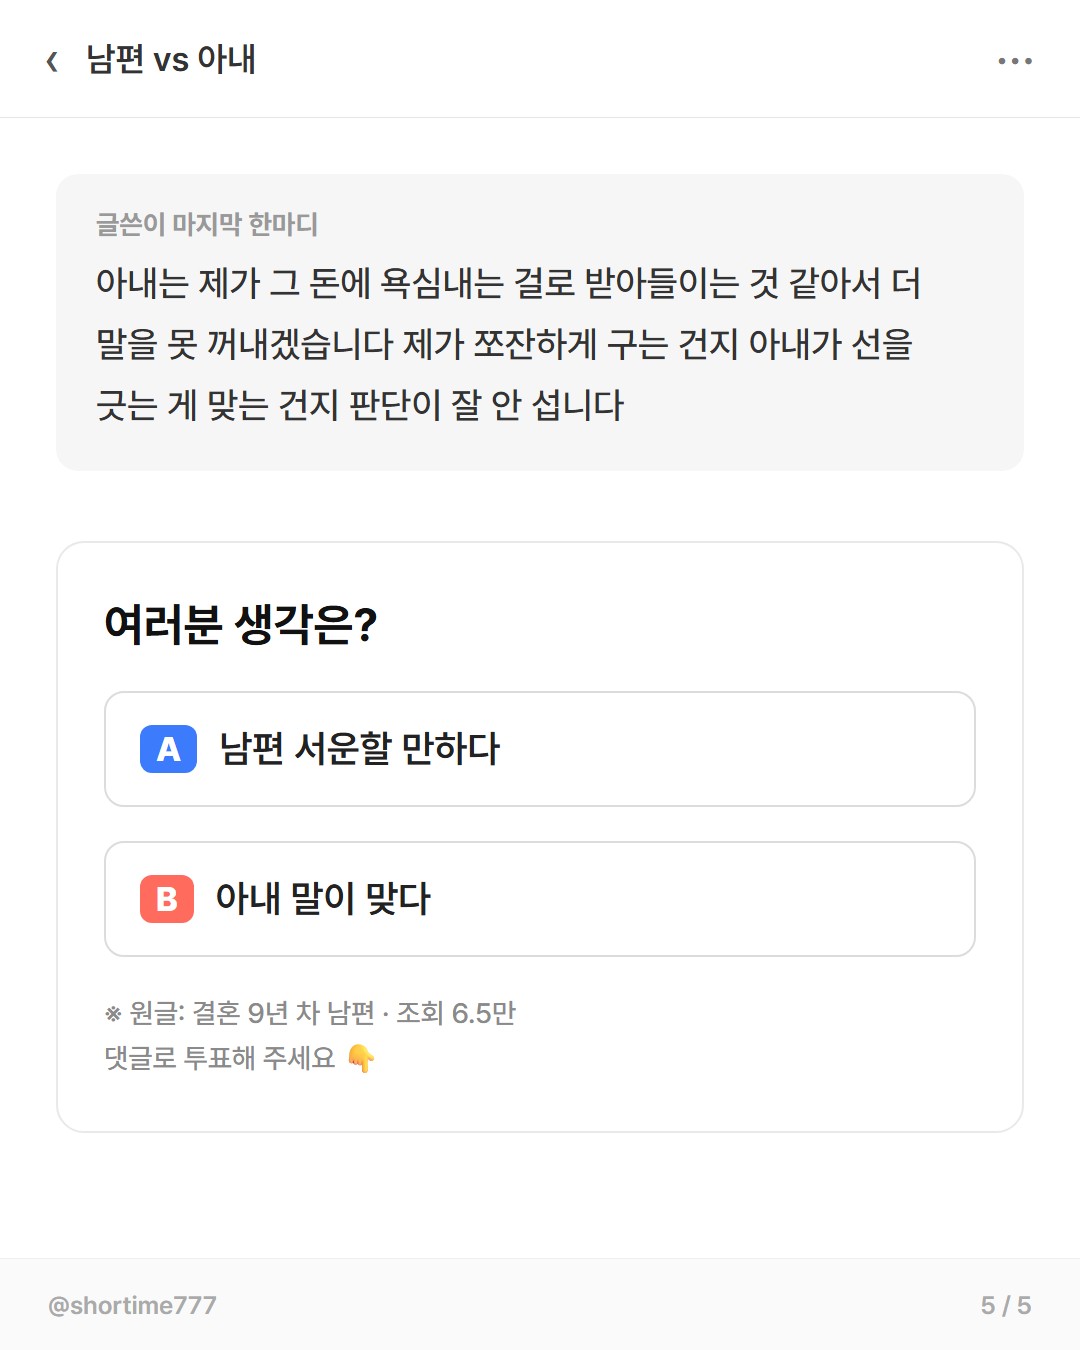 남편 vs 아내
글쓴이 마지막 한마디
아내는 제가 그 돈에 욕심내는 걸로 받아들이는 것 같아서 더
말을 못 꺼내겠습니다 제가 쪼잔하게 구는 건지 아내가 선을
긋는 게 맞는 건지 판단이 잘 안 섭니다
여러분 생각은?
A 남편 서운할 만하다
B 아내 말이 맞다
※ 원글: 결혼 9년 차 남편 · 조회 6.5만
댓글로 투표해 주세요 👇
@shortime777
5 / 5